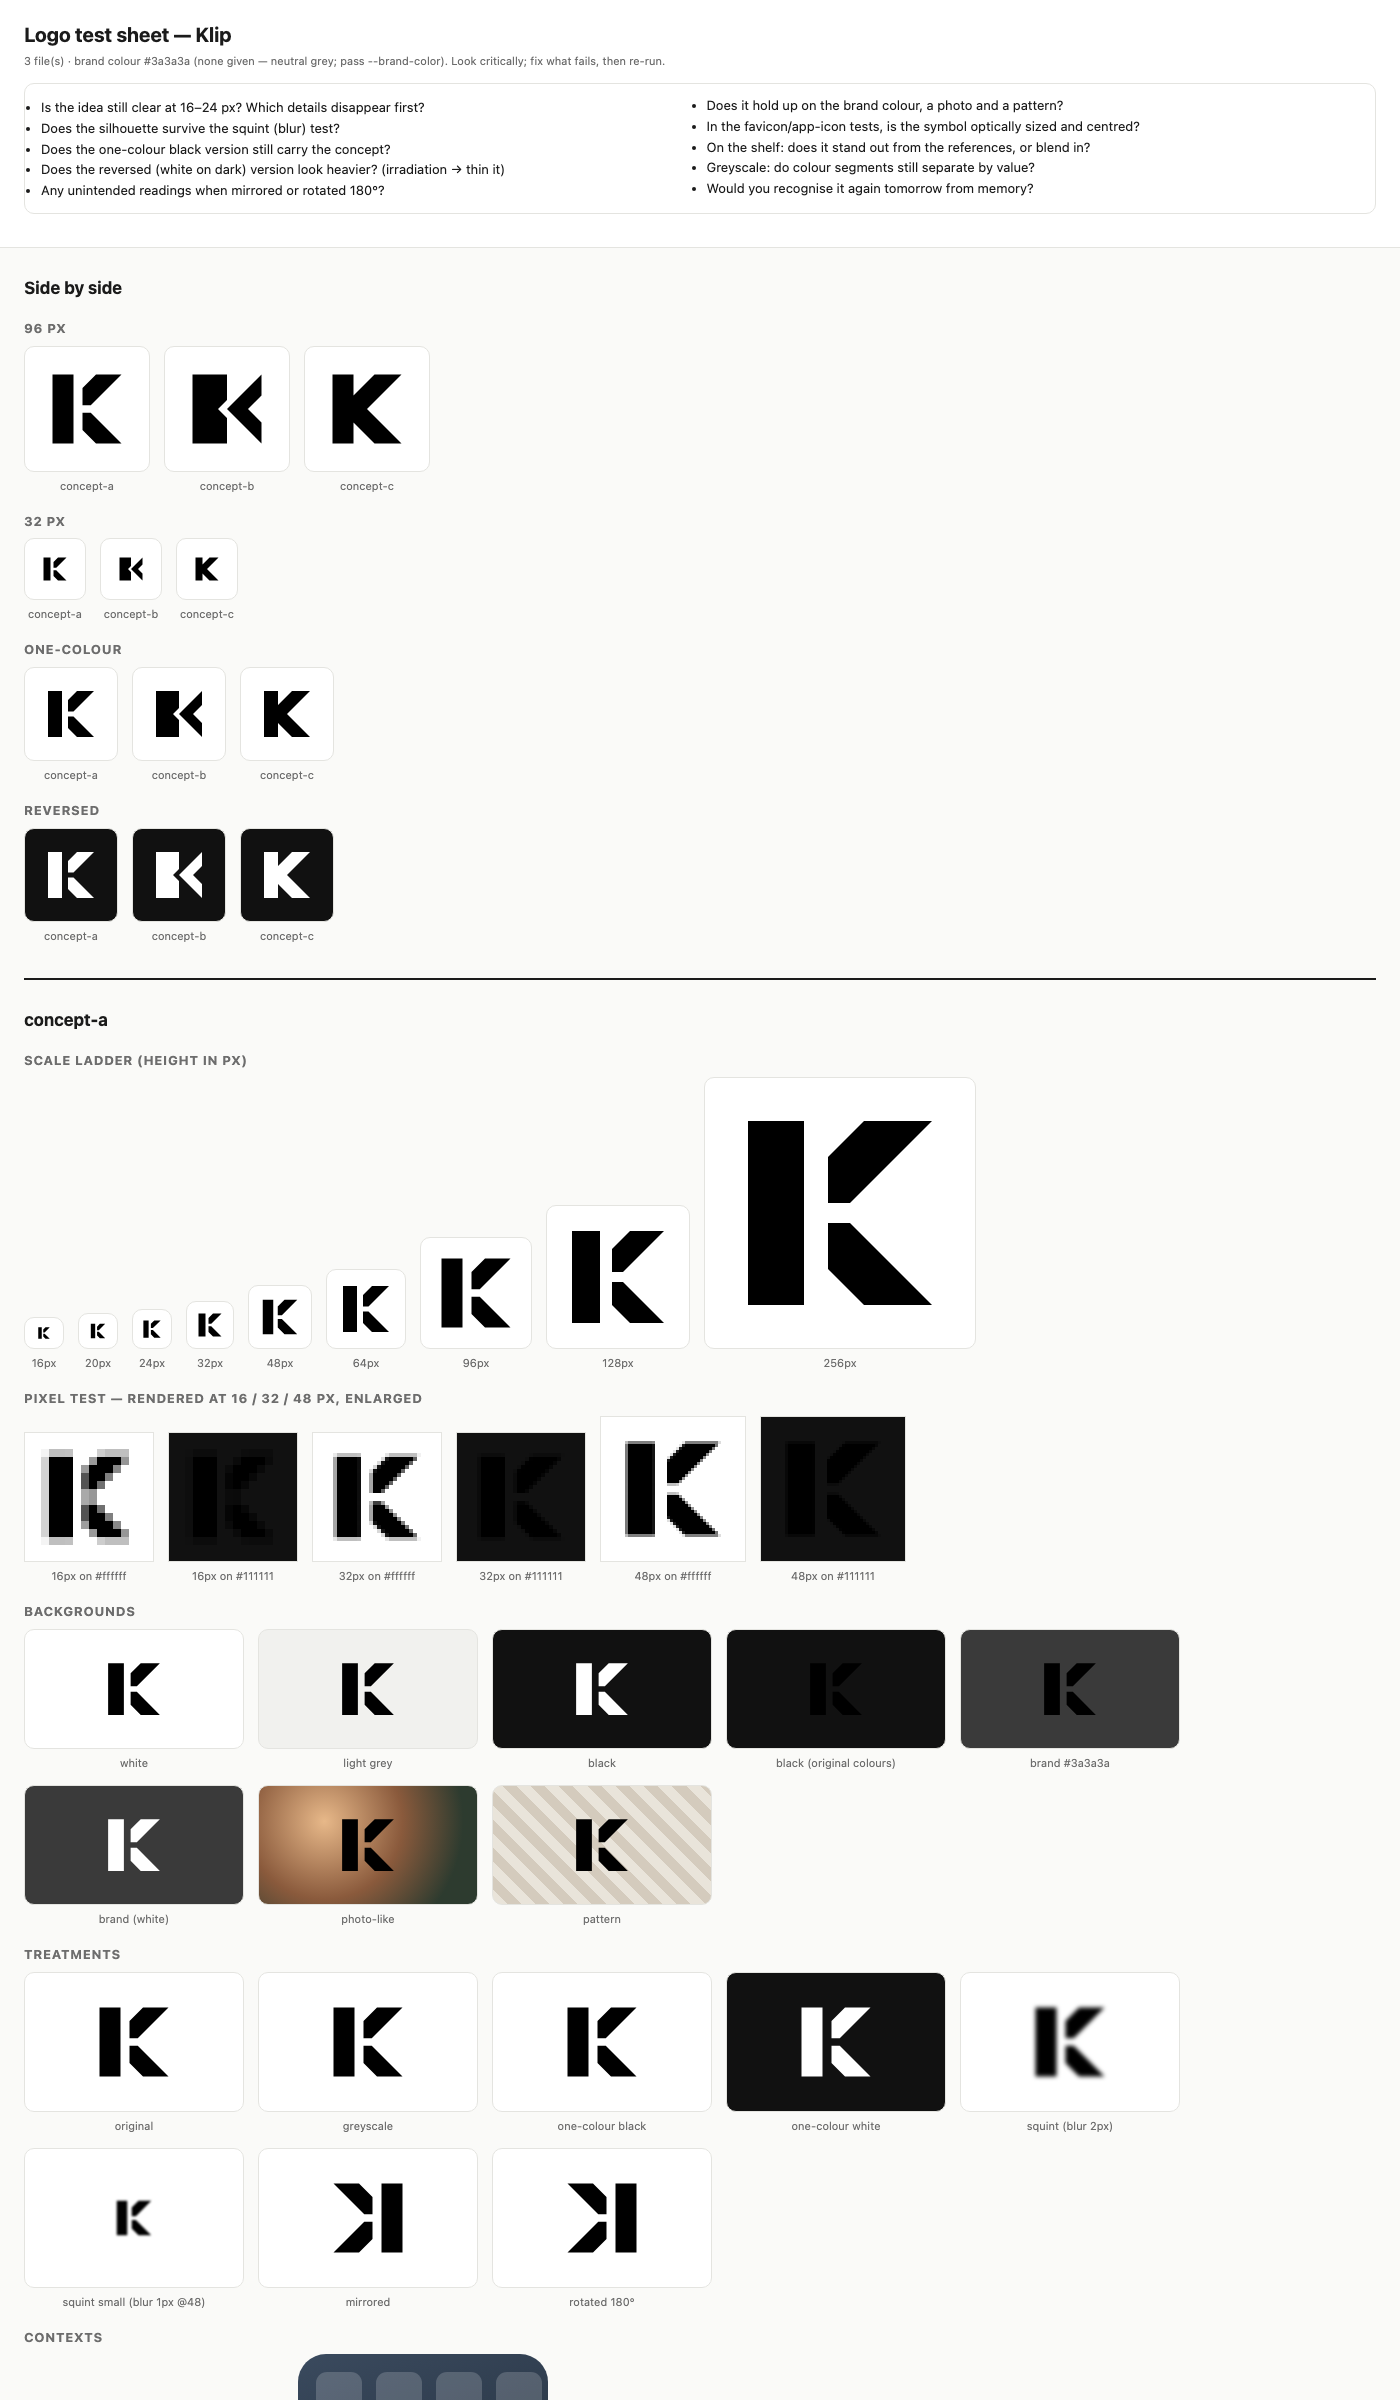 Logo test sheet — Klip
3 file(s) · brand colour #3a3a3a (none given — neutral grey; pass --brand-color). Look critically; fix what fails, then re-run.
• Is the idea still clear at 16–24 px? Which details disappear first?
• Does the silhouette survive the squint (blur) test?
• Does the one-colour black version still carry the concept?
• Does the reversed (white on dark) version look heavier? (irradiation → thin it)
• Any unintended readings when mirrored or rotated 180°?
• Does it hold up on the brand colour, a photo and a pattern?
• In the favicon/app-icon tests, is the symbol optically sized and centred?
• On the shelf: does it stand out from the references, or blend in?
• Greyscale: do colour segments still separate by value?
• Would you recognise it again tomorrow from memory?
Side by side
96 PX
K K K
concept-a concept-b concept-c
32 PX
K K K
concept-a concept-b concept-c
ONE-COLOUR
K K K
concept-a concept-b concept-c
REVERSED
K K K
concept-a concept-b concept-c
concept-a
SCALE LADDER (HEIGHT IN PX)
K K K K K K K K K
16px 20px 24px 32px 48px 64px 96px 128px 256px
PIXEL TEST — RENDERED AT 16 / 32 / 48 PX, ENLARGED
K K K K K K
16px on #ffffff 16px on #111111 32px on #ffffff 32px on #111111 48px on #ffffff 48px on #111111
BACKGROUNDS
K K K K K
white light grey black black (original colours) brand #3a3a3a
K K K
brand (white) photo-like pattern
TREATMENTS
K K K K K
original greyscale one-colour black one-colour white squint (blur 2px)
K K K
squint small (blur 1px @48) mirrored rotated 180°
CONTEXTS